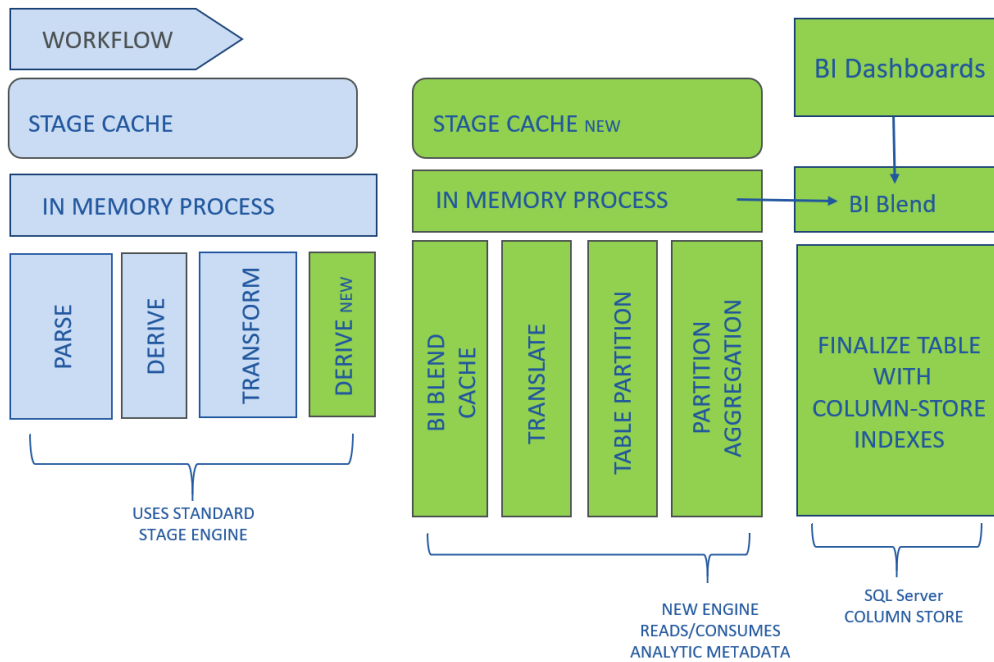 WORKFLOW
STAGE CACHE
IN MEMORY PROCESS
PARSE
DERIVE
TRANSFORM
DERIVE NEW
USES STANDARD
STAGE ENGINE
STAGE CACHE NEW
IN MEMORY PROCESS
BI BLEND
CACHE
TRANSLATE
TABLE PARTITION
PARTITION
AGGREGATION
NEW ENGINE
READS/CONSUMES
ANALYTIC METADATA
BI Dashboards
BI Blend
FINALIZE TABLE
WITH
COLUMN-STORE
INDEXES
SQL Server
COLUMN STORE